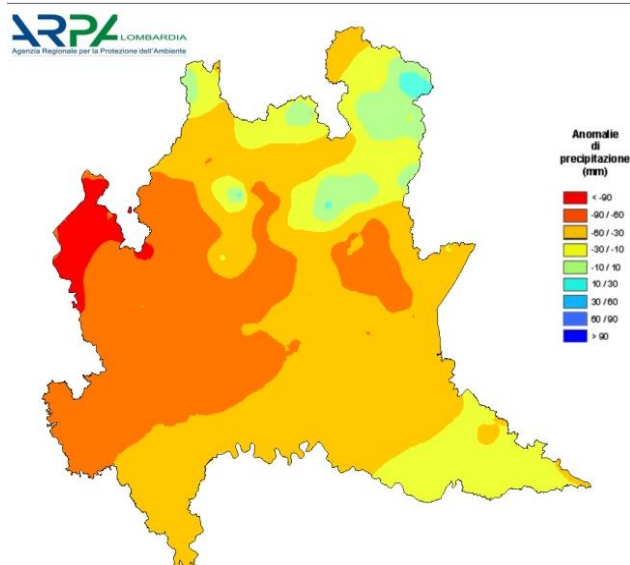 ARPA LOMBARDIA
Agenzia Regionale per la Protezione dell'Ambiente
Anomalie
di
precipitazione
(mm)
< -90
-90 / -60
-60 / -30
-30 / -10
-10 / 10
10 / 30
30 / 60
60 / 90
> 90